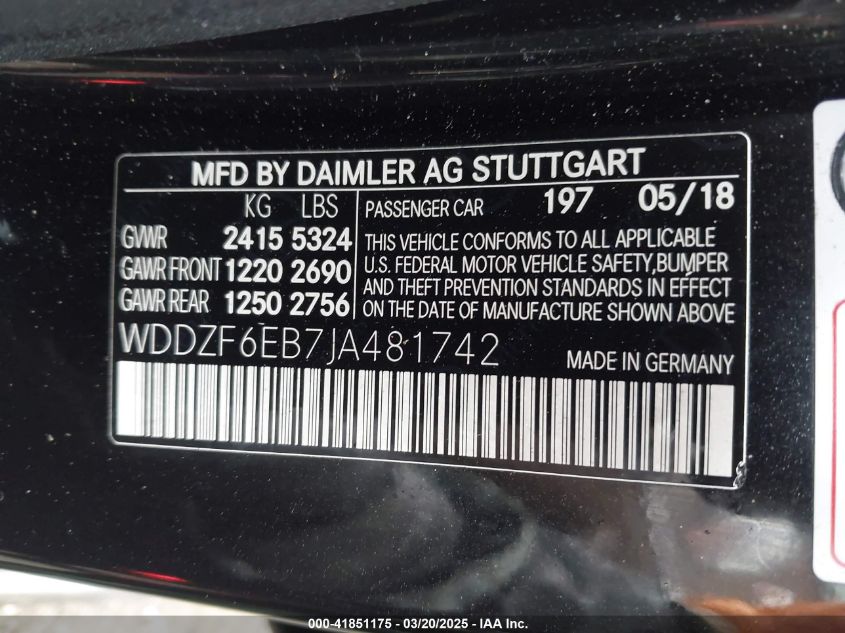 MFD BY DAIMLER AG STUTTGART
KG LBS
GVWR 2415 5324
GAWR FRONT 1220 2690
GAWR REAR 1250 2756
PASSENGER CAR 197 05/18
THIS VEHICLE CONFORMS TO ALL APPLICABLE
U.S. FEDERAL MOTOR VEHICLE SAFETY,BUMPER
AND THEFT PREVENTION STANDARDS IN EFFECT
ON THE DATE OF MANUFACTURE SHOWN ABOVE
WDDZF6EB7JA481742
MADE IN GERMANY
000-41851175 - 03/20/2025 - IAA Inc.